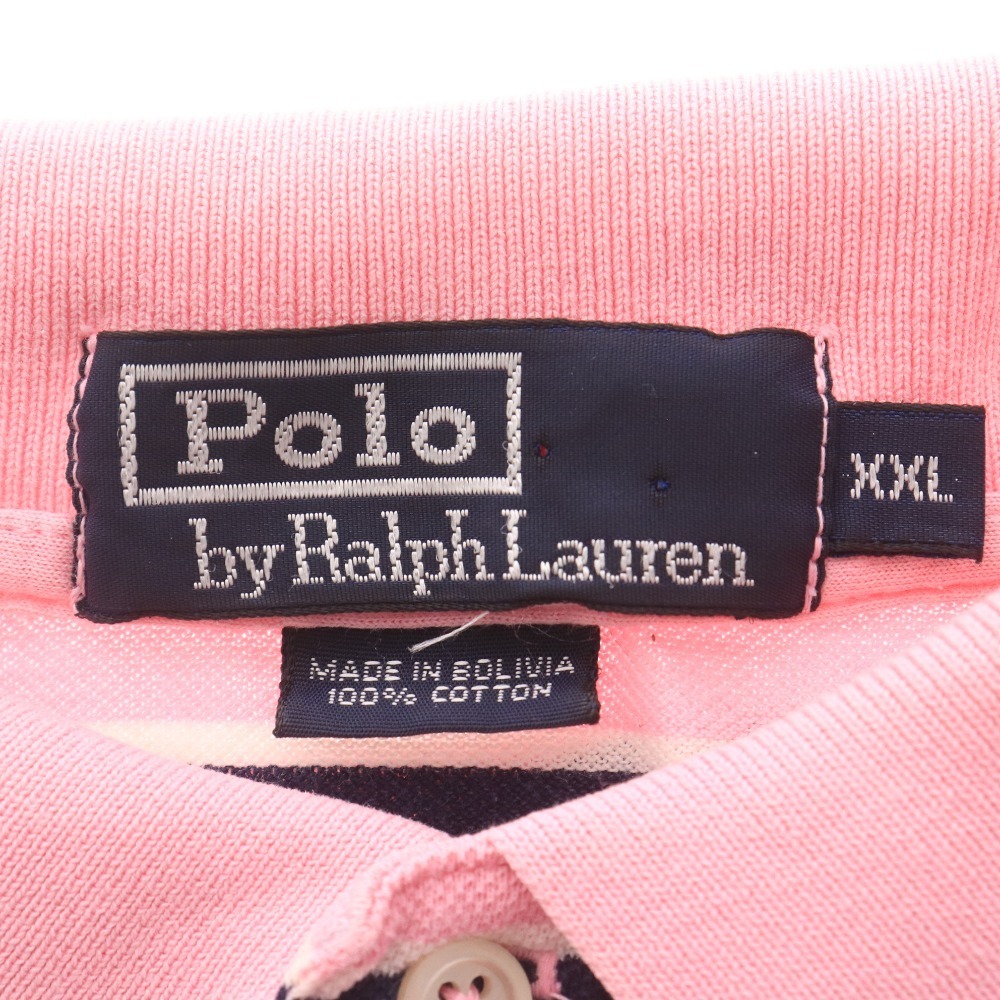 Polo
by Ralph Lauren
XXL
MADE IN BOLIVIA
100% COTTON